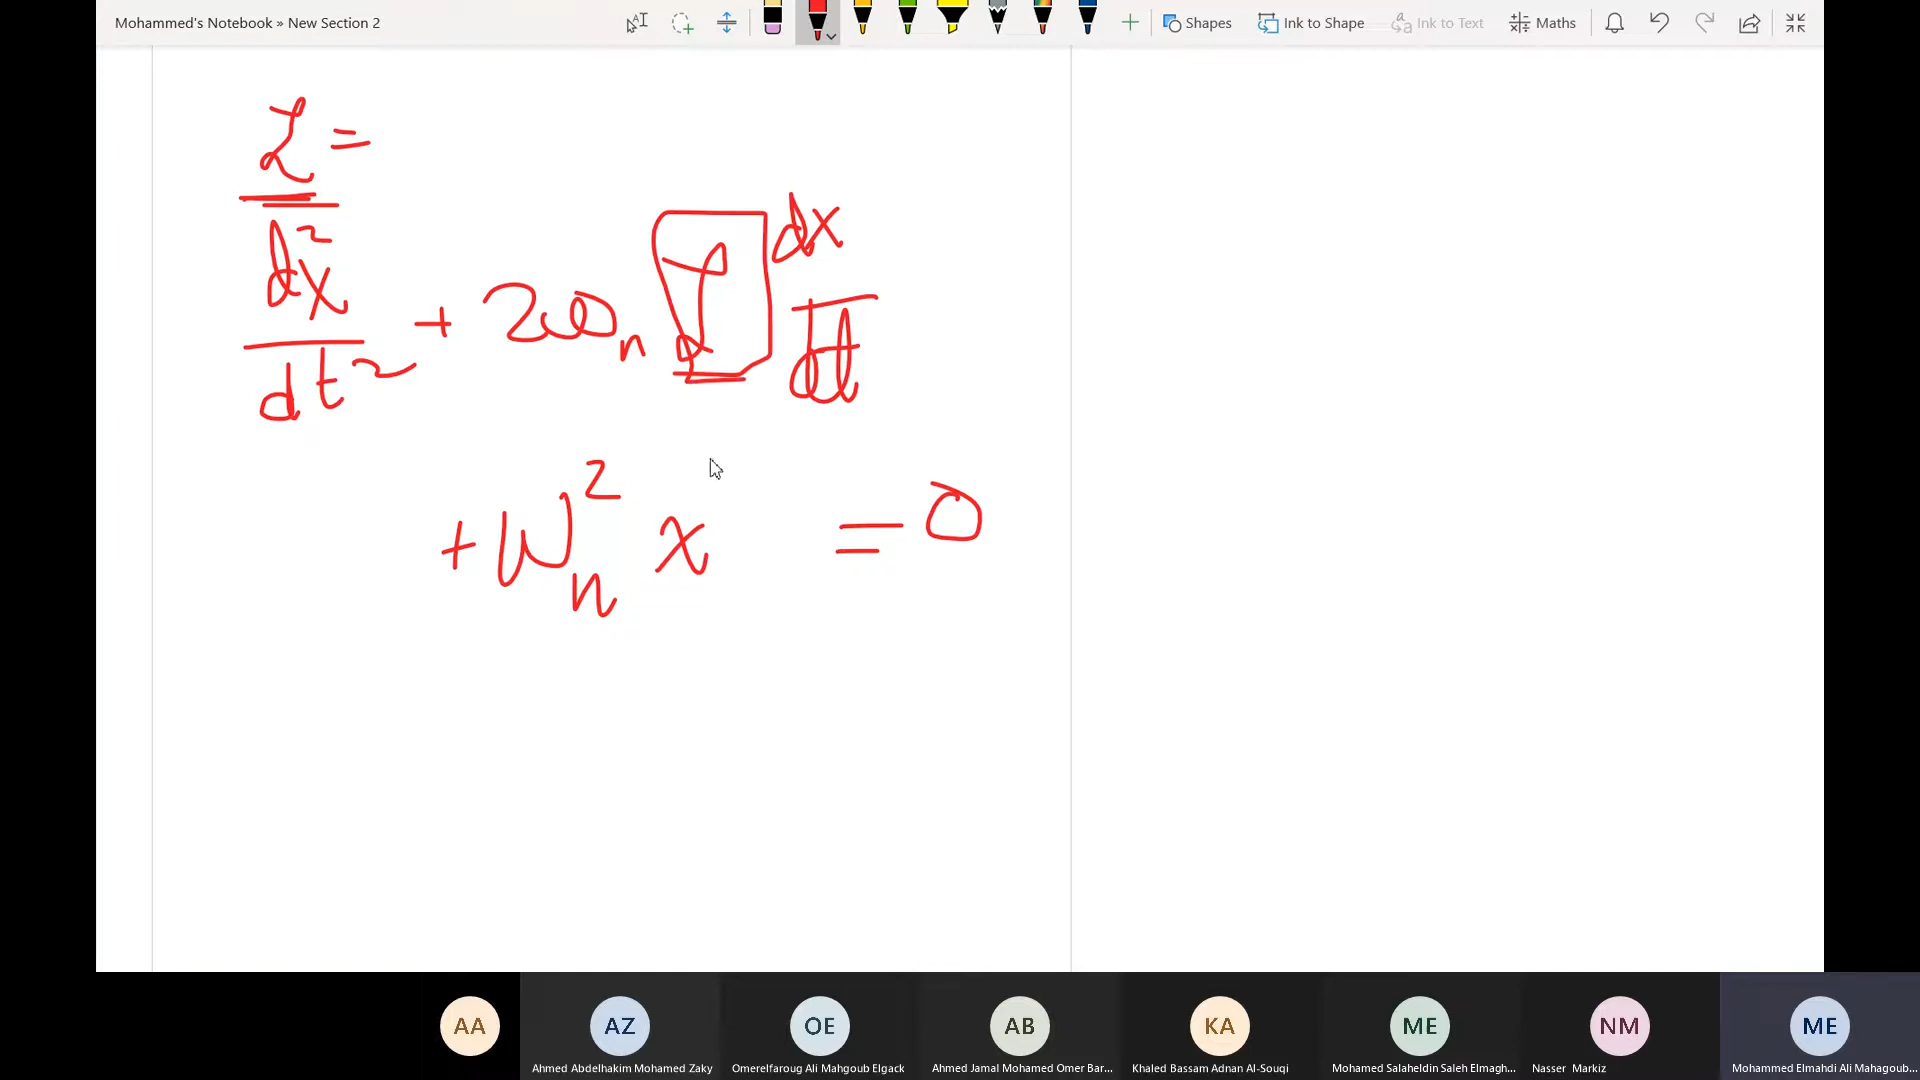 Mohammed's Notebook » New Section 2
Shapes
Ink to Shape
Ink to Text
Maths
ζ =
d²x/dt² + 2ωₙ ζ dx/dt
+ ωₙ² x = 0
AA
AZ
OE
AB
KA
ME
NM
ME
Ahmed Abdelhakim Mohamed Zaky
Omerelfaroug Ali Mahgoub Elgack
Ahmed Jamal Mohamed Omer Bar...
Khaled Bassam Adnan Al-Souqi
Mohamed Salaheldin Saleh Elmagh...
Nasser Markiz
Mohammed Elmahdi Ali Mahagoub...